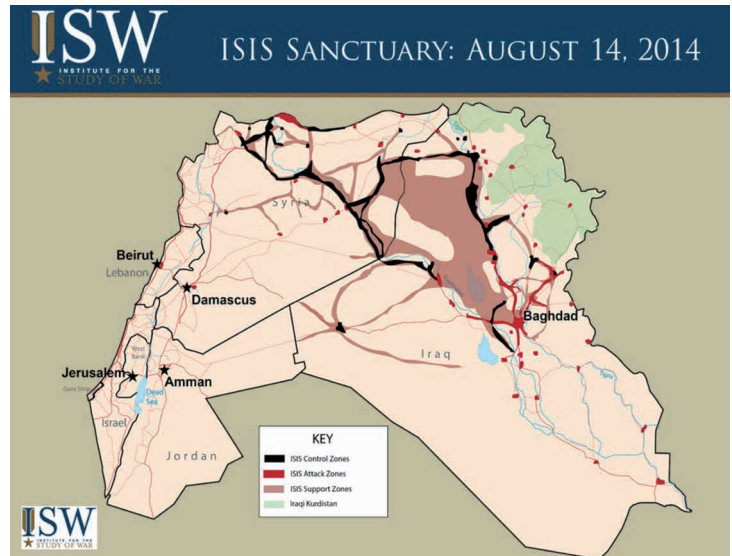 ISW
INSTITUTE FOR THE
STUDY OF WAR
ISIS SANCTUARY: AUGUST 14, 2014
Syria
Beirut
Lebanon
Damascus
Baghdad
Iraq
West
Bank
Jerusalem
Amman
Gaza Strip
Dead
Sea
Israel
Jordan
Tigris
KEY
ISIS Control Zones
ISIS Attack Zones
ISIS Support Zones
Iraqi Kurdistan
ISW
INSTITUTE FOR THE
STUDY OF WAR